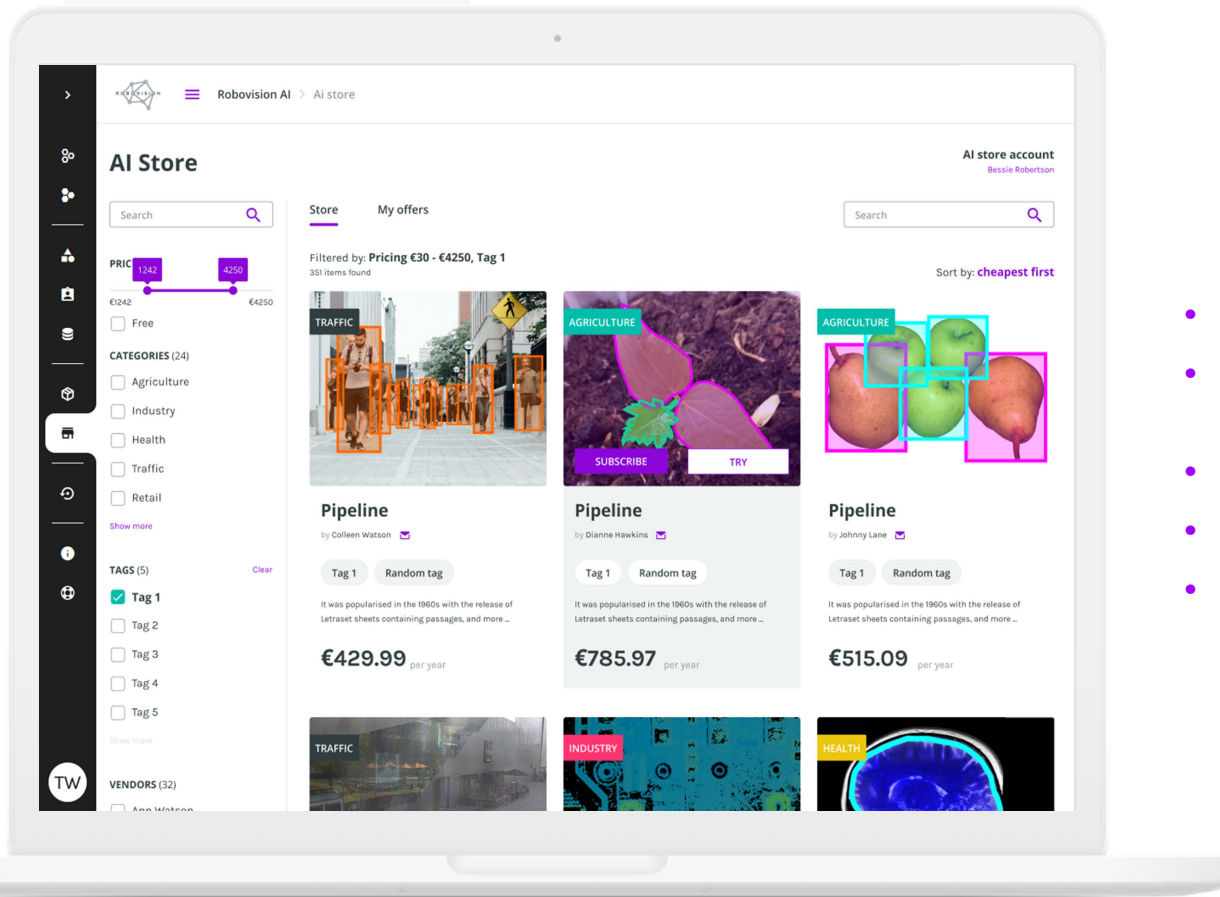 ROBOVISION
Robovision AI > Ai store
AI Store
AI store account
Bessie Robertson
Search
Store
My offers
Search
PRIC
1242
4250
€1242
€4250
Free
CATEGORIES (24)
Agriculture
Industry
Health
Traffic
Retail
Show more
TAGS (5)
Clear
Tag 1
Tag 2
Tag 3
Tag 4
Tag 5
Show more
VENDORS (32)
Ann Watson
TW
Filtered by: Pricing €30 - €4250, Tag 1
351 items found
Sort by: cheapest first
TRAFFIC
Pipeline
by Colleen Watson
Tag 1
Random tag
It was popularised in the 1960s with the release of
Letraset sheets containing passages, and more ...
€429.99 per year
AGRICULTURE
SUBSCRIBE
TRY
Pipeline
by Dianne Hawkins
Tag 1
Random tag
It was popularised in the 1960s with the release of
Letraset sheets containing passages, and more ...
€785.97 per year
AGRICULTURE
Pipeline
by Johnny Lane
Tag 1
Random tag
It was popularised in the 1960s with the release of
Letraset sheets containing passages, and more ...
€515.09 per year
TRAFFIC
INDUSTRY
HEALTH